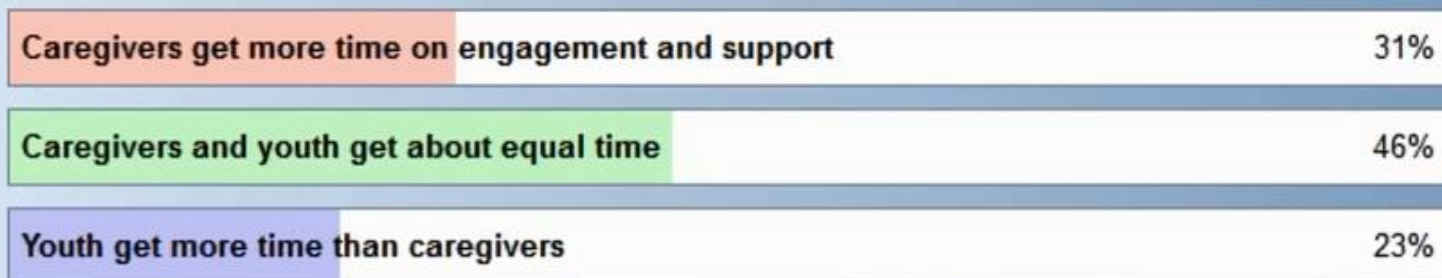 Caregivers get more time on engagement and support 31%
Caregivers and youth get about equal time 46%
Youth get more time than caregivers 23%